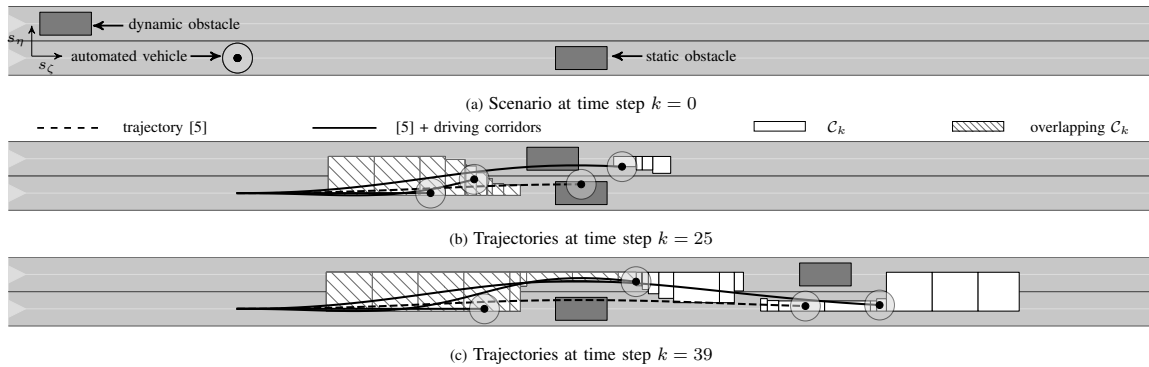 dynamic obstacle
s_η
automated vehicle
static obstacle
s_ζ
(a) Scenario at time step k = 0
trajectory [5] [5] + driving corridors 𝒞_k overlapping 𝒞_k
(b) Trajectories at time step k = 25
(c) Trajectories at time step k = 39